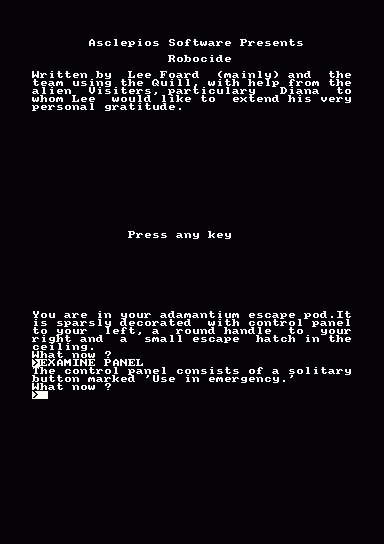 Asclepios Software Presents
Robocide
Written by Lee Foard (mainly) and the
team using the Quill, with help from the
alien Visiters, particulary Diana to
whom Lee would like to extend his very
personal gratitude.
Press any key
You are in your adamantium escape pod.It
is sparsly decorated with control panel
to your left, a round handle to your
right and a small escape hatch in the
ceiling.
What now ?
>EXAMINE PANEL
The control panel consists of a solitary
button marked 'Use in emergency.'
What now ?
>